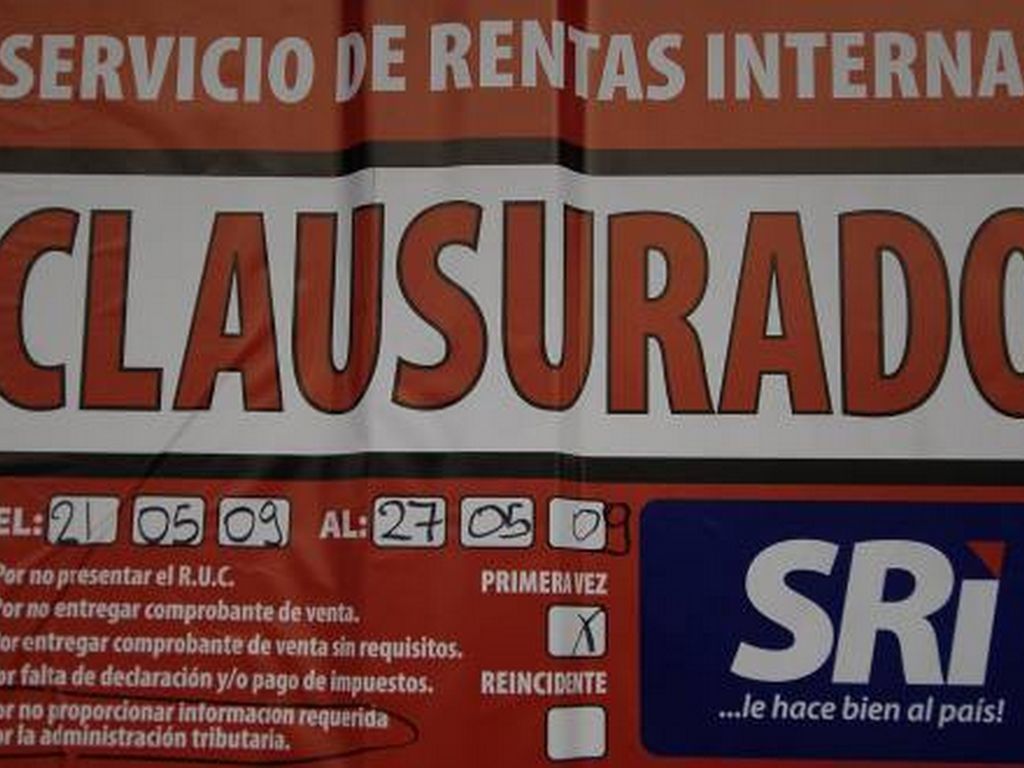 SERVICIO DE RENTAS INTERNA
CLAUSURADO
EL: 21 05 09 AL: 27 05 09
Por no presentar el R.U.C.
Por no entregar comprobante de venta.
or entregar comprobante de venta sin requisitos.
or falta de declaración y/o pago de impuestos.
or no proporcionar información requerida
or la administración tributaria.
PRIMERA VEZ
X
REINCIDENTE
SRi
...le hace bien al país!